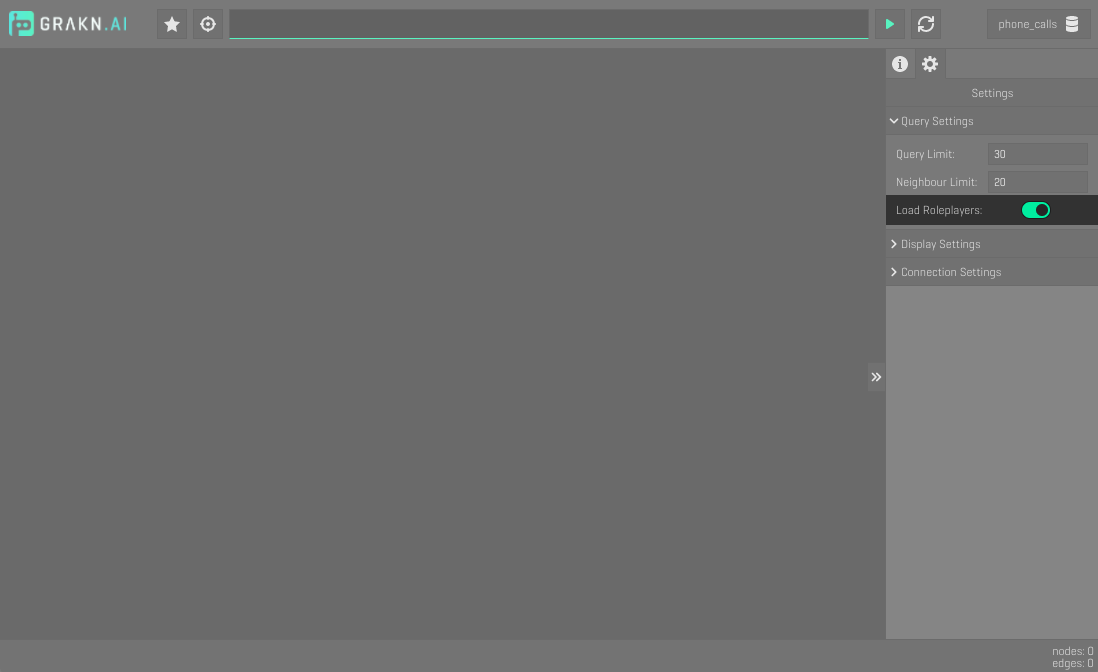 GRAKN.AI
phone_calls
Settings
Query Settings
Query Limit: 30
Neighbour Limit: 20
Load Roleplayers:
Display Settings
Connection Settings
nodes: 0
edges: 0